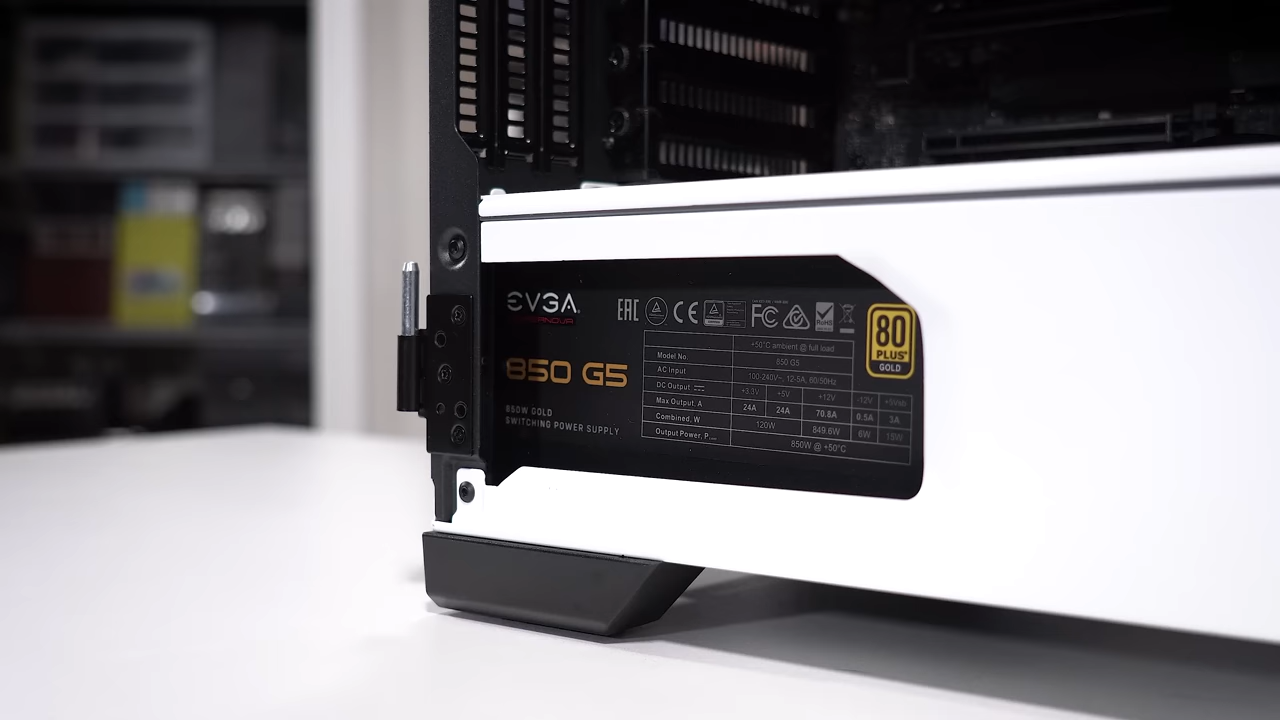 EVGA
SUPERNOVA
850 G5
850W GOLD
SWITCHING POWER SUPPLY
EAC
CE
FC
RoHS
80
PLUS
GOLD
+50°C ambient @ full load
Model No. 850 G5
AC Input 100-240V~, 12-5A, 60/50Hz
DC Output +3.3V +5V +12V -12V +5Vsb
Max Output, A 24A 24A 70.8A 0.5A 3A
Combined, W 120W 849.6W 6W 15W
Output Power, P 850W @ +50°C